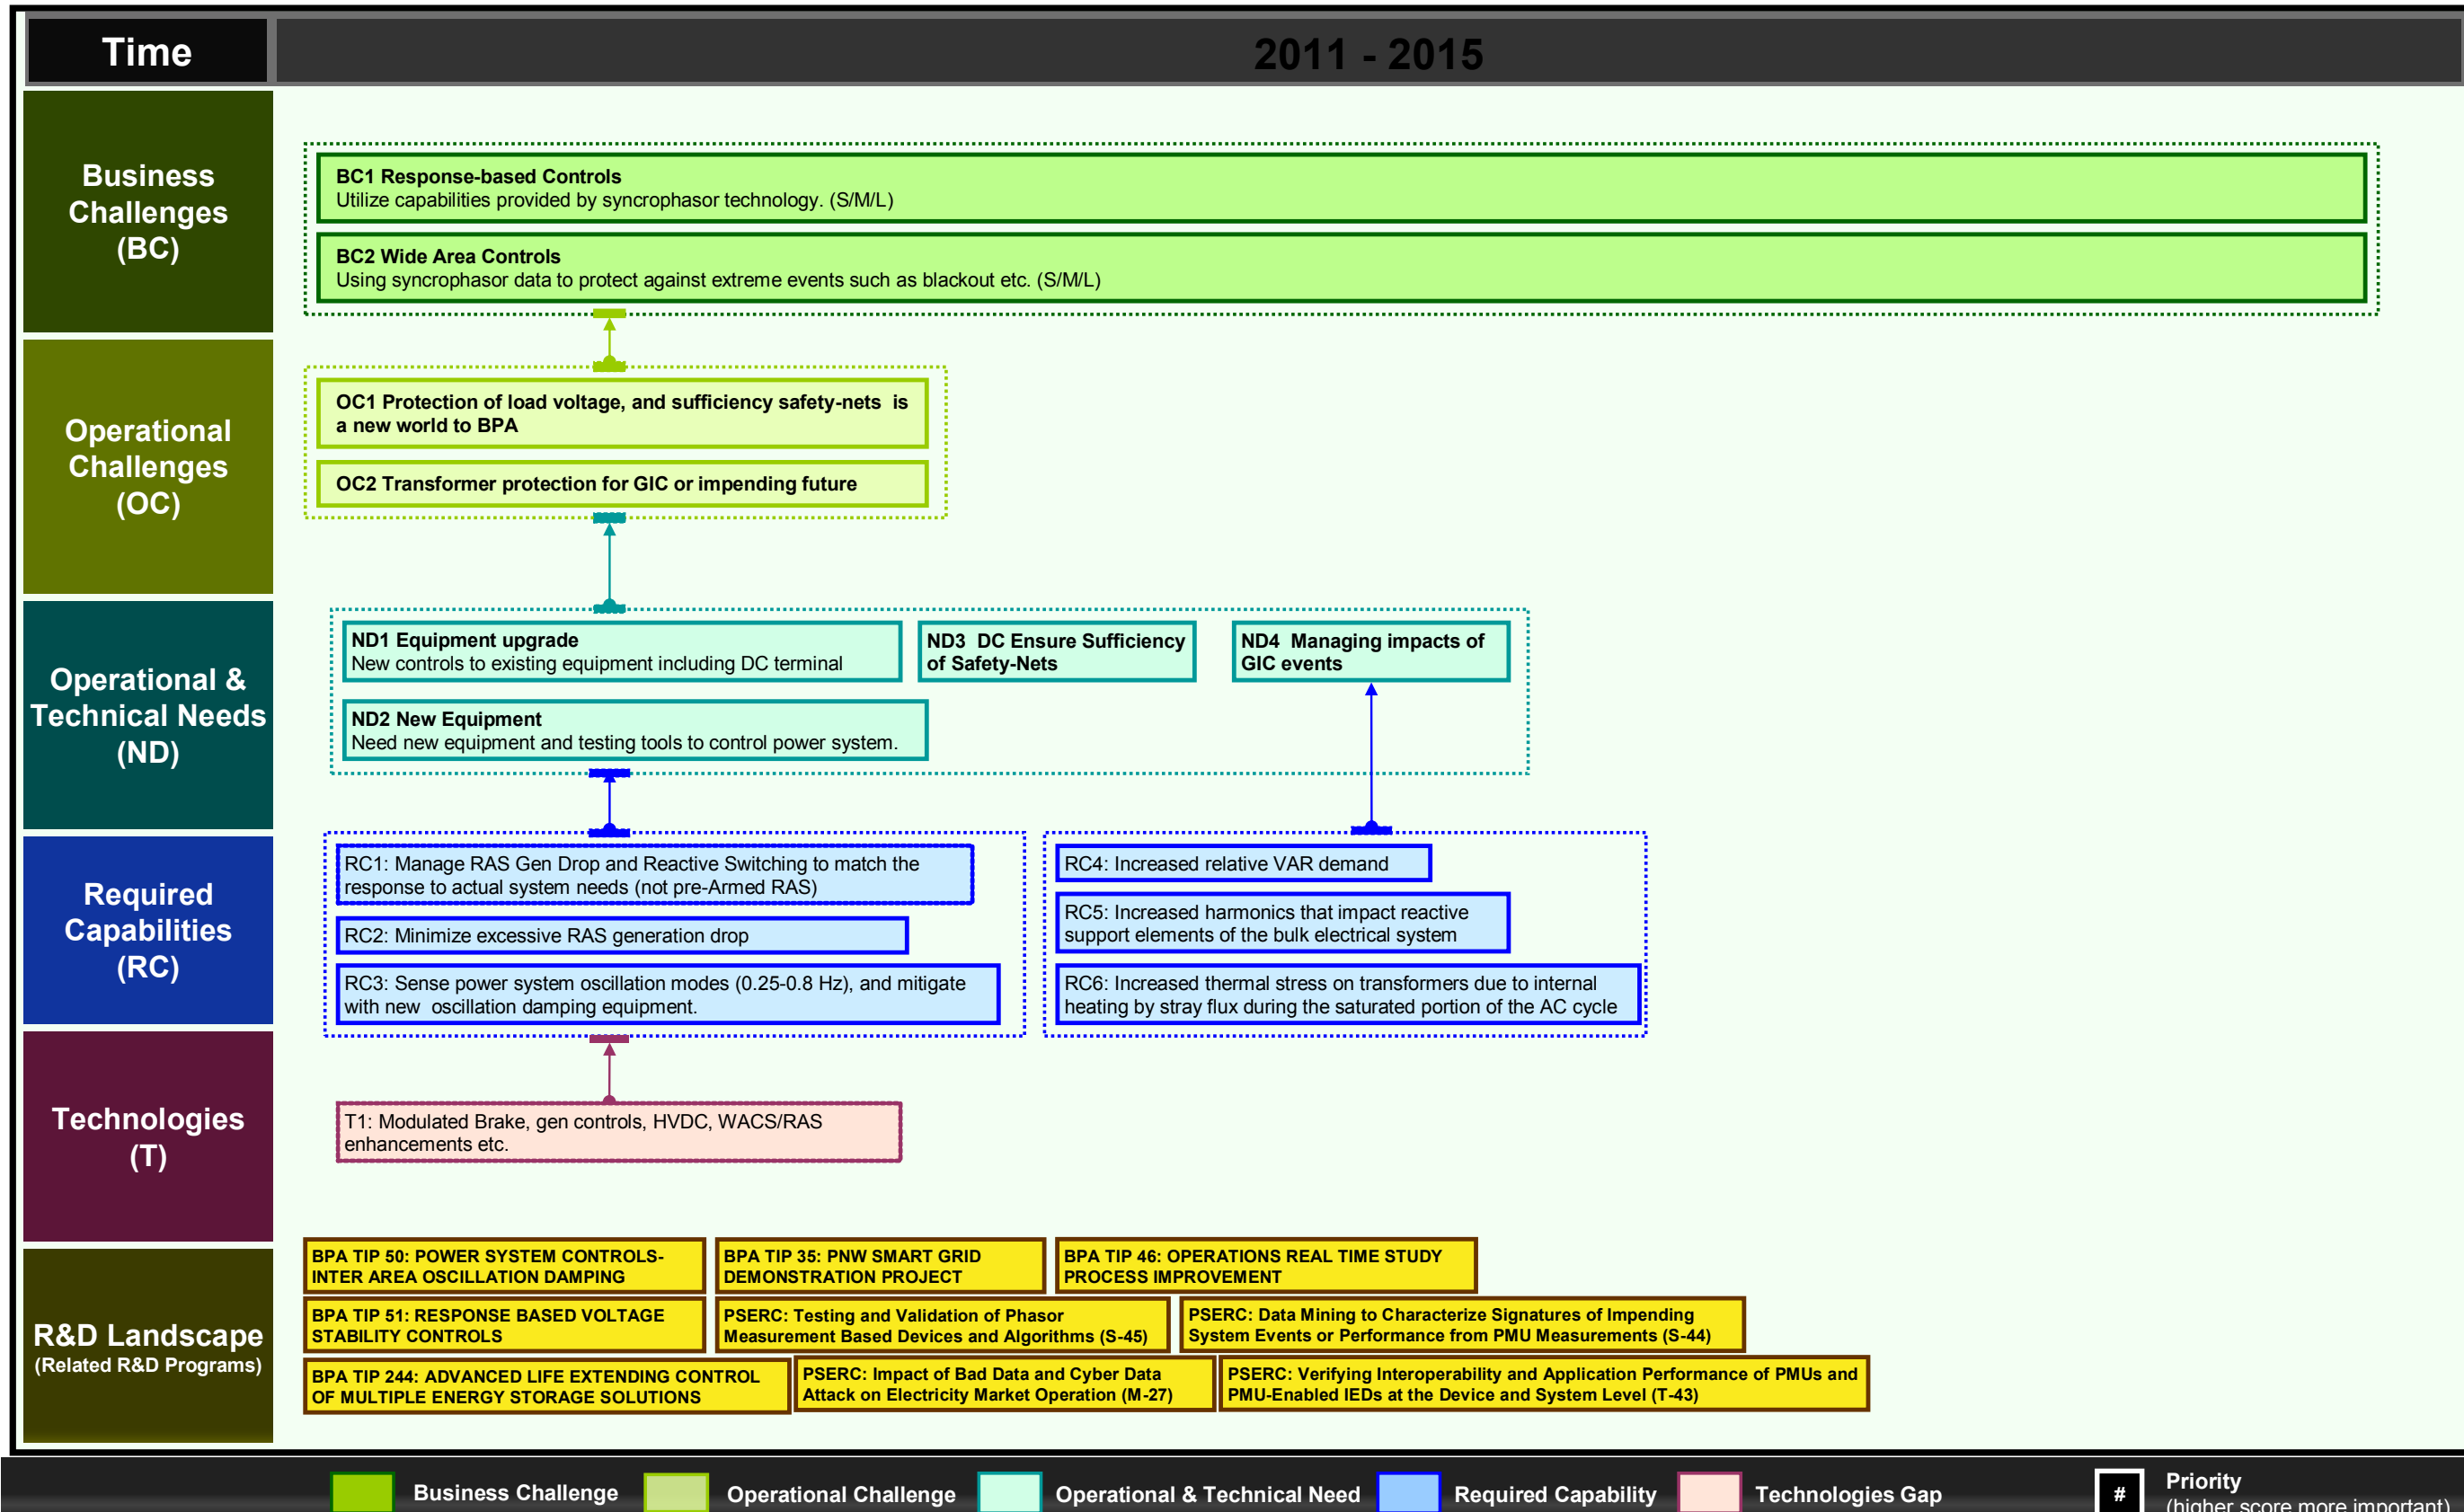 Time
2011 - 2015
Business
Challenges
(BC)
BC1 Response-based Controls
Utilize capabilities provided by syncrophasor technology. (S/M/L)
BC2 Wide Area Controls
Using syncrophasor data to protect against extreme events such as blackout etc. (S/M/L)
Operational
Challenges
(OC)
OC1 Protection of load voltage, and sufficiency safety-nets is
a new world to BPA
OC2 Transformer protection for GIC or impending future
Operational &
Technical Needs
(ND)
ND1 Equipment upgrade
New controls to existing equipment including DC terminal
ND3 DC Ensure Sufficiency
of Safety-Nets
ND4 Managing impacts of
GIC events
ND2 New Equipment
Need new equipment and testing tools to control power system.
Required
Capabilities
(RC)
RC1: Manage RAS Gen Drop and Reactive Switching to match the
response to actual system needs (not pre-Armed RAS)
RC2: Minimize excessive RAS generation drop
RC3: Sense power system oscillation modes (0.25-0.8 Hz), and mitigate
with new oscillation damping equipment.
RC4: Increased relative VAR demand
RC5: Increased harmonics that impact reactive
support elements of the bulk electrical system
RC6: Increased thermal stress on transformers due to internal
heating by stray flux during the saturated portion of the AC cycle
Technologies
(T)
T1: Modulated Brake, gen controls, HVDC, WACS/RAS
enhancements etc.
R&D Landscape
(Related R&D Programs)
BPA TIP 50: POWER SYSTEM CONTROLS-
INTER AREA OSCILLATION DAMPING
BPA TIP 35: PNW SMART GRID
DEMONSTRATION PROJECT
BPA TIP 46: OPERATIONS REAL TIME STUDY
PROCESS IMPROVEMENT
BPA TIP 51: RESPONSE BASED VOLTAGE
STABILITY CONTROLS
PSERC: Testing and Validation of Phasor
Measurement Based Devices and Algorithms (S-45)
PSERC: Data Mining to Characterize Signatures of Impending
System Events or Performance from PMU Measurements (S-44)
BPA TIP 244: ADVANCED LIFE EXTENDING CONTROL
OF MULTIPLE ENERGY STORAGE SOLUTIONS
PSERC: Impact of Bad Data and Cyber Data
Attack on Electricity Market Operation (M-27)
PSERC: Verifying Interoperability and Application Performance of PMUs and
PMU-Enabled IEDs at the Device and System Level (T-43)
Business Challenge
Operational Challenge
Operational & Technical Need
Required Capability
Technologies Gap
#
Priority
(higher score more important)